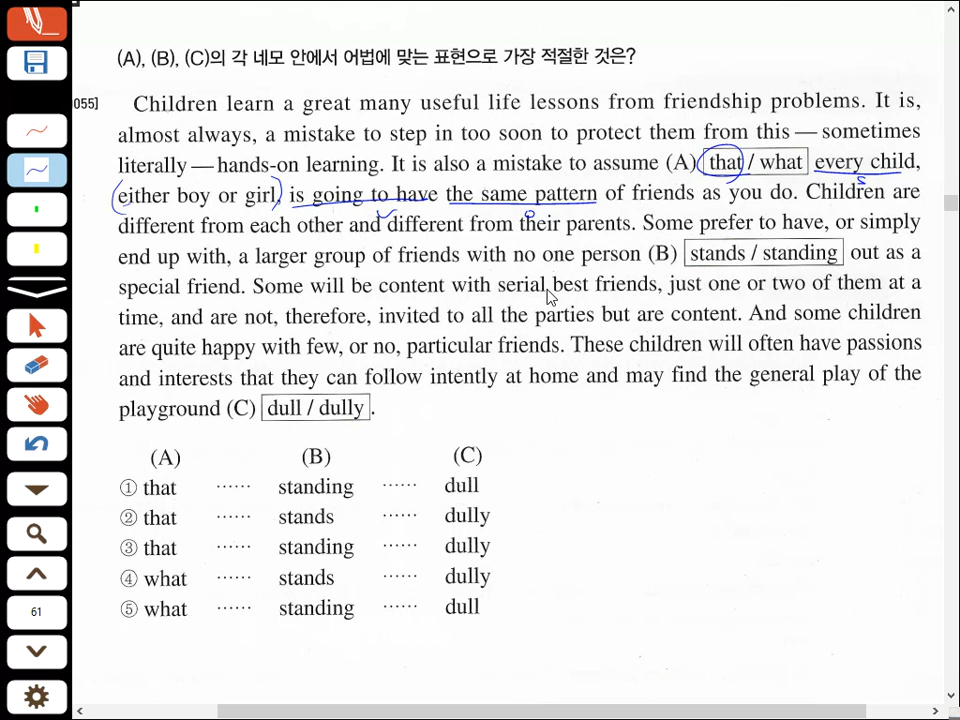 (A), (B), (C)의 각 네모 안에서 어법에 맞는 표현으로 가장 적절한 것은?
055] Children learn a great many useful life lessons from friendship problems. It is,
almost always, a mistake to step in too soon to protect them from this — sometimes
literally — hands-on learning. It is also a mistake to assume (A) that / what every child,
either boy or girl, is going to have the same pattern of friends as you do. Children are
different from each other and different from their parents. Some prefer to have, or simply
end up with, a larger group of friends with no one person (B) stands / standing out as a
special friend. Some will be content with serial best friends, just one or two of them at a
time, and are not, therefore, invited to all the parties but are content. And some children
are quite happy with few, or no, particular friends. These children will often have passions
and interests that they can follow intently at home and may find the general play of the
playground (C) dull / dully.
(A) (B) (C)
① that ...... standing ...... dull
② that ...... stands ...... dully
③ that ...... standing ...... dully
④ what ...... stands ...... dully
⑤ what ...... standing ...... dull
61